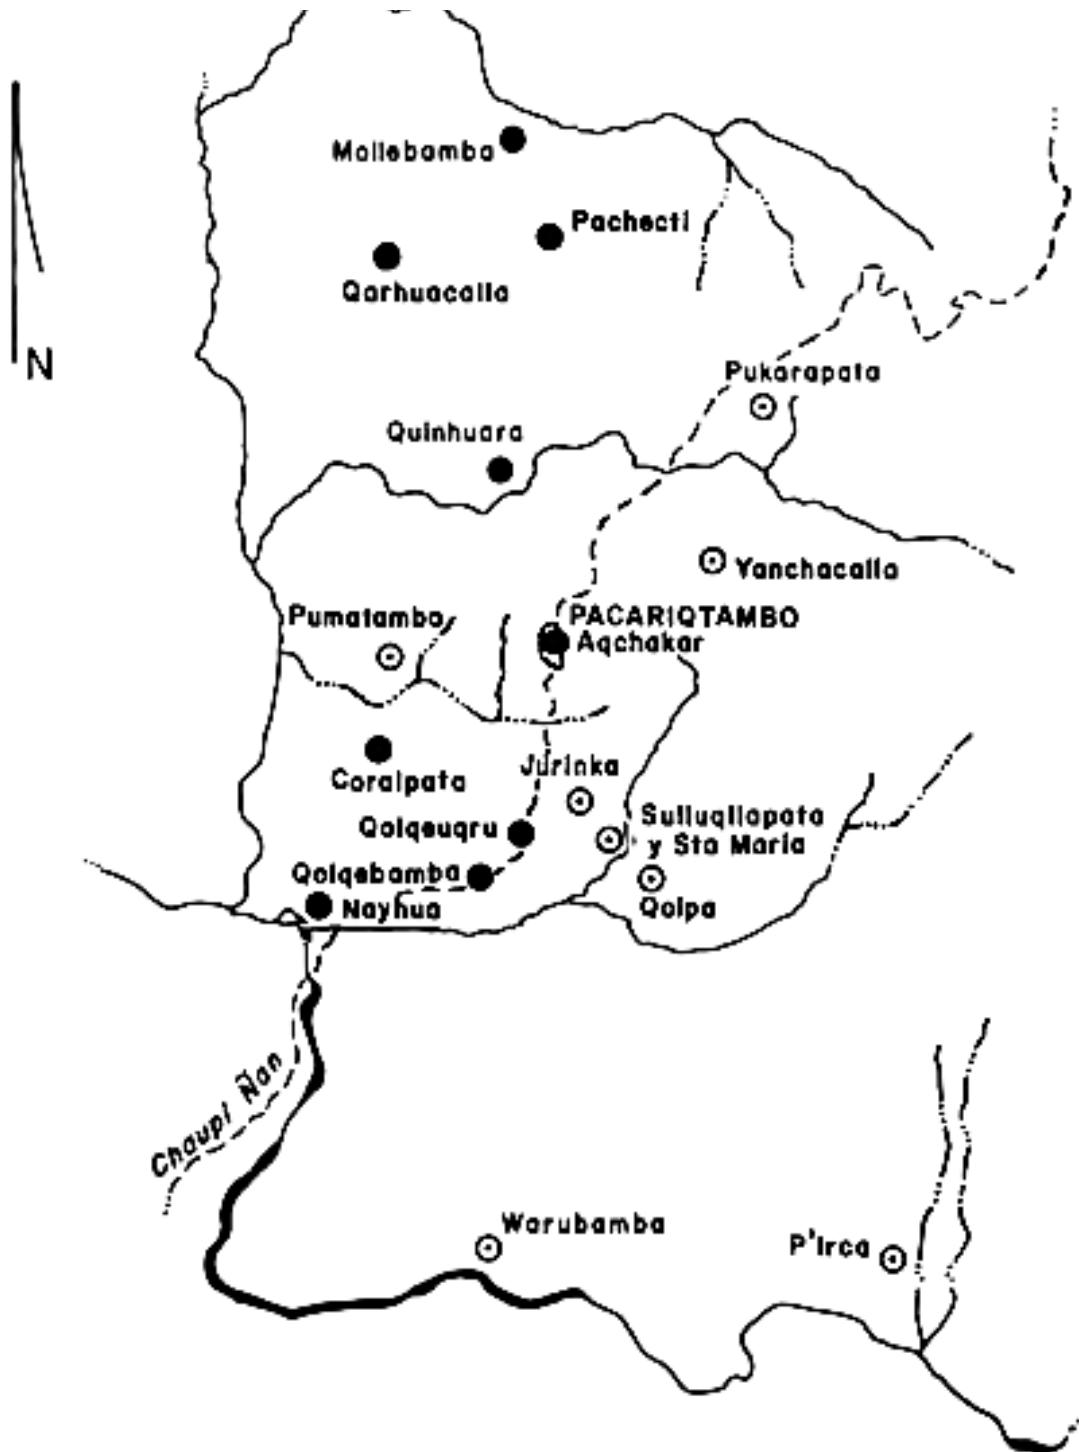 Mollebamba
Pachecti
Qarhuacalla
N
Pukarapata
Quinhuara
Yanchacalla
Pumatambo
PACARIQTAMBO
Aqchakar
Jurinka
Coralpata
Qolqeuqru
Sulluqllapata
y Sta María
Qolqebamba
Nayhua
Qolpa
Chaupi Ñan
Warubamba
P'irca